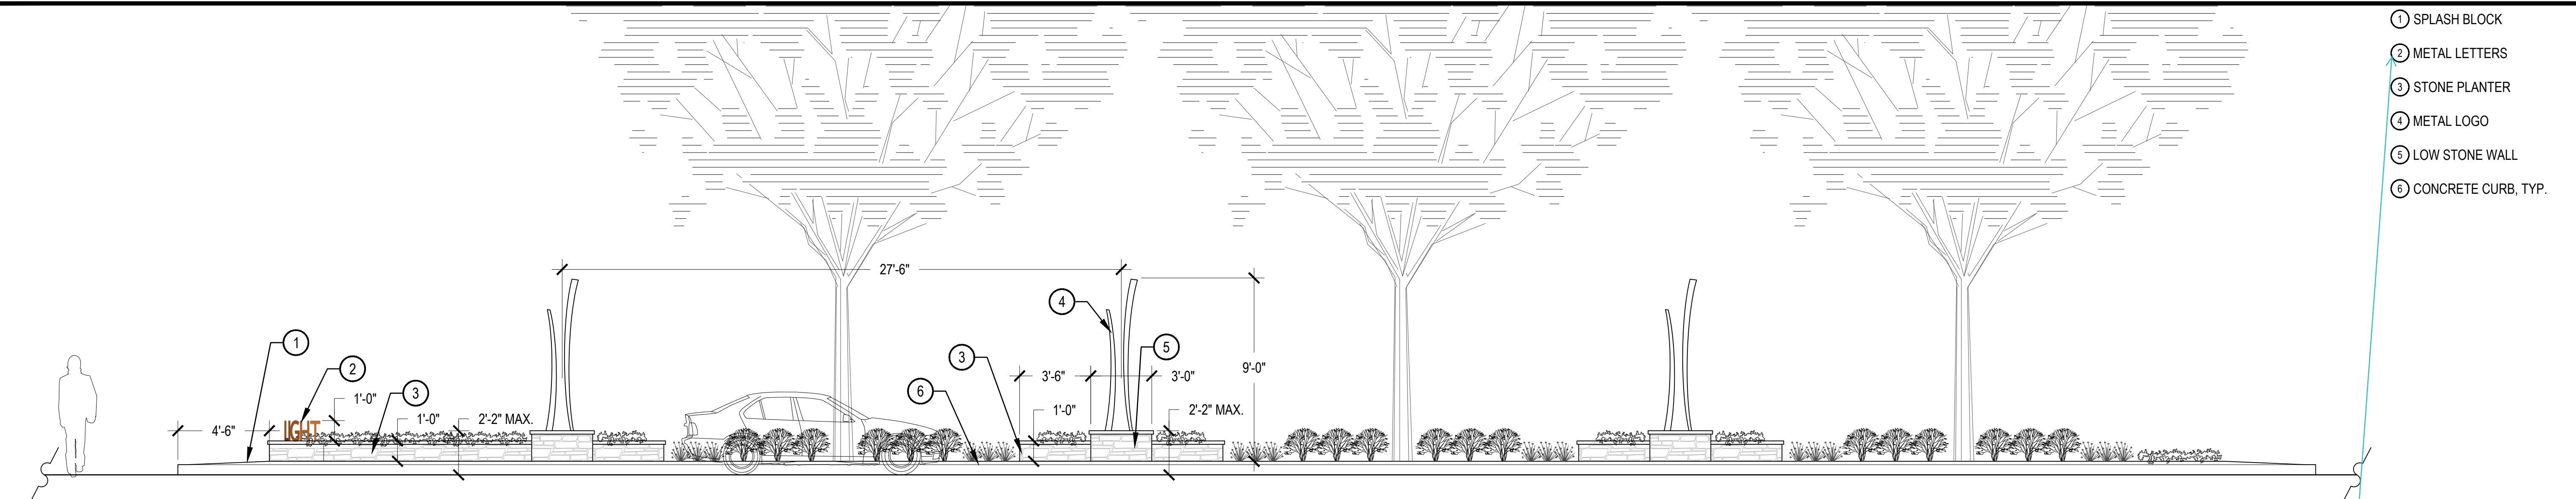 1 SPLASH BLOCK
2 METAL LETTERS
3 STONE PLANTER
4 METAL LOGO
5 LOW STONE WALL
6 CONCRETE CURB, TYP.
27'-6"
4
1
5
3
2
9'-0"
3'-6"
3'-0"
6
3
1'-0"
1'-0"
2'-2" MAX.
1'-0"
2'-2" MAX.
4'-6"
LIGHT